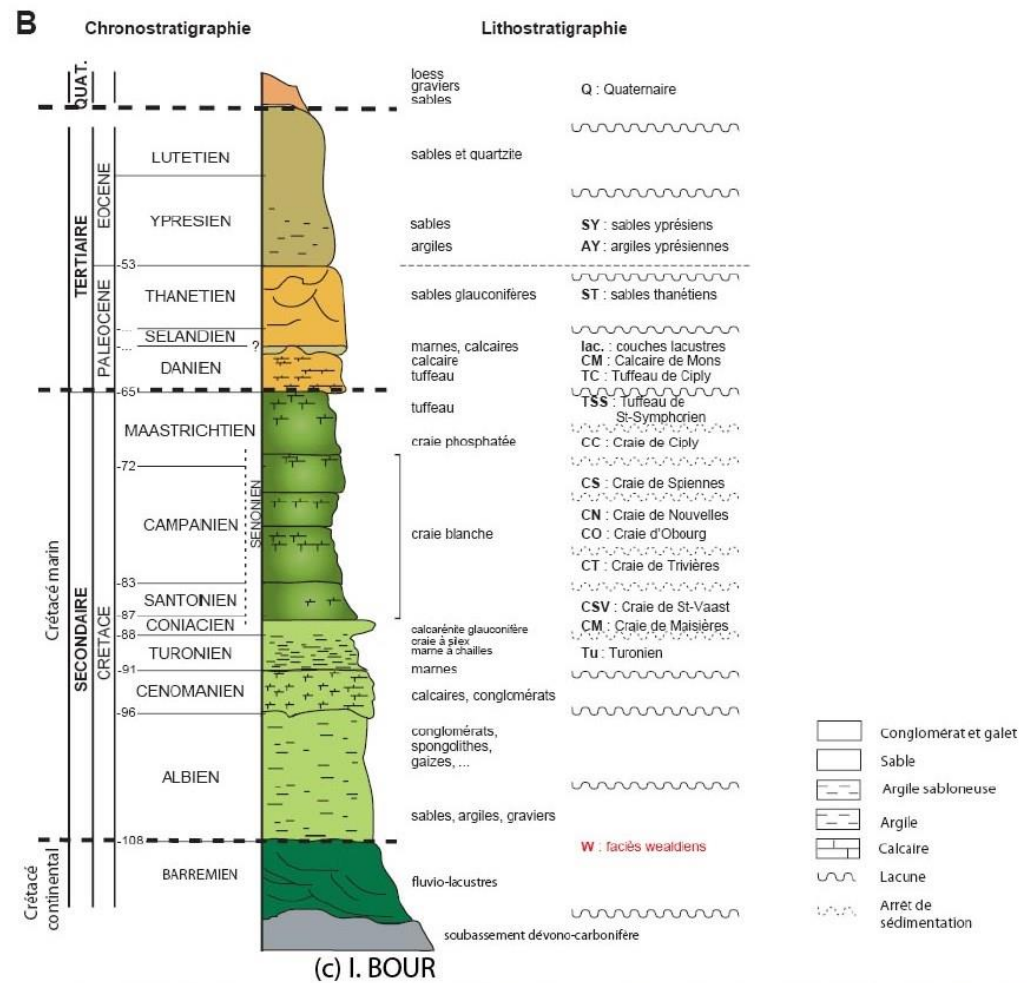 B
Chronostratigraphie
Lithostratigraphie
QUAT.
TERTIAIRE
EOCENE
PALEOCENE
SECONDAIRE
CRETACE
Crétacé marin
Crétacé continental
SENONIEN
LUTETIEN
YPRESIEN
-53
THANETIEN
-...
SELANDIEN
-...
?
DANIEN
-65
MAASTRICHTIEN
-72
CAMPANIEN
-83
SANTONIEN
-87
CONIACIEN
-88
TURONIEN
-91
CENOMANIEN
-96
ALBIEN
-108
BARREMIEN
loess
graviers
sables
sables et quartzite
sables
argiles
sables glauconifères
marnes, calcaires
calcaire
tuffeau
tuffeau
craie phosphatée
craie blanche
calcarénite glauconifère
craie à silex
marne à chailles
marnes
calcaires, conglomérats
conglomérats,
spongolithes,
gaizes, ...
sables, argiles, graviers
fluvio-lacustres
soubassement dévono-carbonifère
Q : Quaternaire
SY : sables yprésiens
AY : argiles yprésiennes
ST : sables thanétiens
lac. : couches lacustres
CM : Calcaire de Mons
TC : Tuffeau de Ciply
TSS : Tuffeau de
St-Symphorien
CC : Craie de Ciply
CS : Craie de Spiennes
CN : Craie de Nouvelles
CO : Craie d'Obourg
CT : Craie de Trivières
CSV : Craie de St-Vaast
CM : Craie de Maisières
Tu : Turonien
W : faciès wealdiens
Conglomérat et galet
Sable
Argile sabloneuse
Argile
Calcaire
Lacune
Arrêt de
sédimentation
(c) I. BOUR